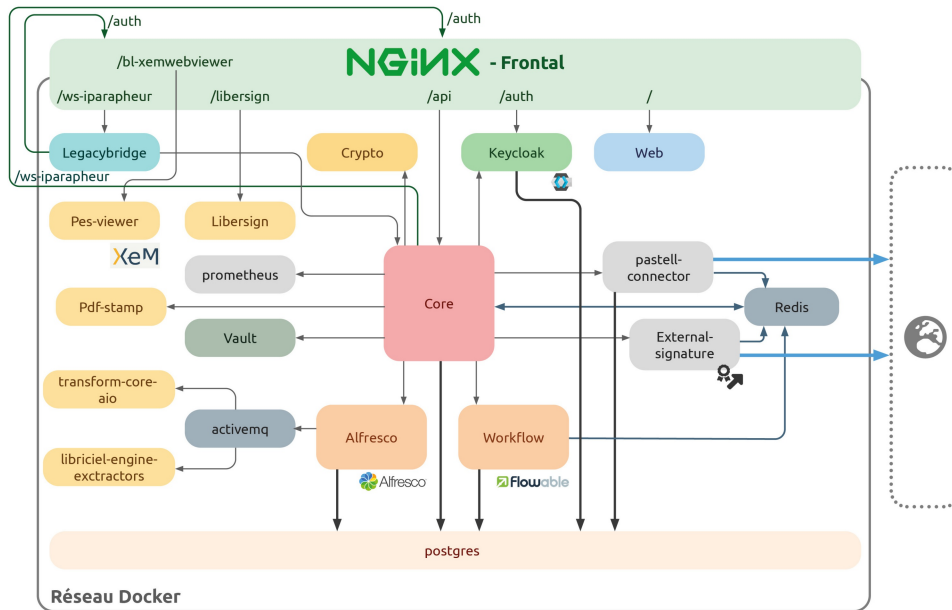 /auth
/auth
NGiNX - Frontal
/bl-xemwebviewer
/ws-iparapheur
/libersign
/api
/auth
/
Legacybridge
Crypto
Keycloak
Web
/ws-iparapheur
Pes-viewer
Libersign
XeM
prometheus
pastell-
connector
Pdf-stamp
Core
Redis
Vault
External-
signature
transform-core-
aio
activemq
Alfresco
Workflow
libriciel-engine-
exctractors
Alfresco
Flowable
postgres
Réseau Docker